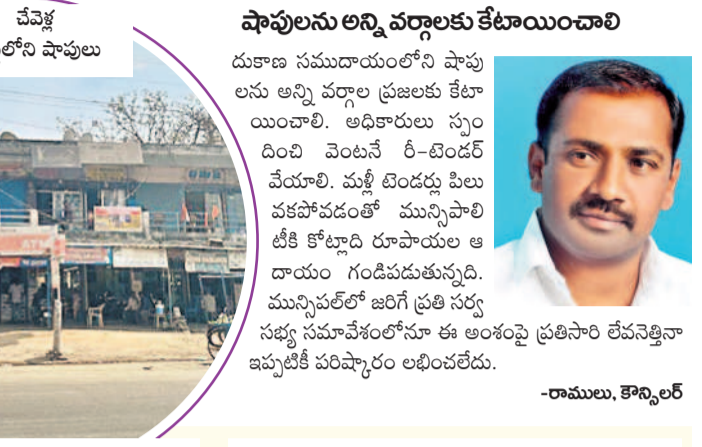 చేవెళ్ల
లోని షాపులు
షాపులను అన్ని వర్గాలకు కేటాయించాలి
దుకాణ సముదాయంలోని షాపు
లను అన్ని వర్గాల ప్రజలకు కేటా
యించాలి. అధికారులు స్పం
దించి వెంటనే రీ-టెండర్
వేయాలి. మళ్లీ టెండర్లు పిలు
వకపోవడంతో మున్సిపాలి
టీకి కోట్లాది రూపాయల ఆ
దాయం గండిపడుతున్నది.
మున్సిపల్‌లో జరిగే ప్రతి సర్వ
సభ్య సమావేశంలోనూ ఈ అంశంపై ప్రతిసారి లేవనెత్తినా
ఇప్పటికీ పరిష్కారం లభించలేదు.
-రాములు, కౌన్సిలర్
ATM